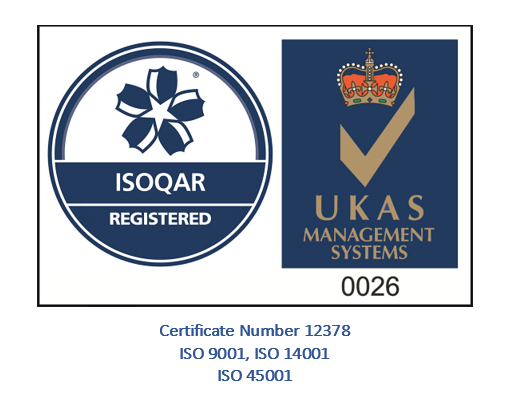 ®
ISOQAR
REGISTERED
UKAS
MANAGEMENT
SYSTEMS
0026
Certificate Number 12378
ISO 9001, ISO 14001
ISO 45001